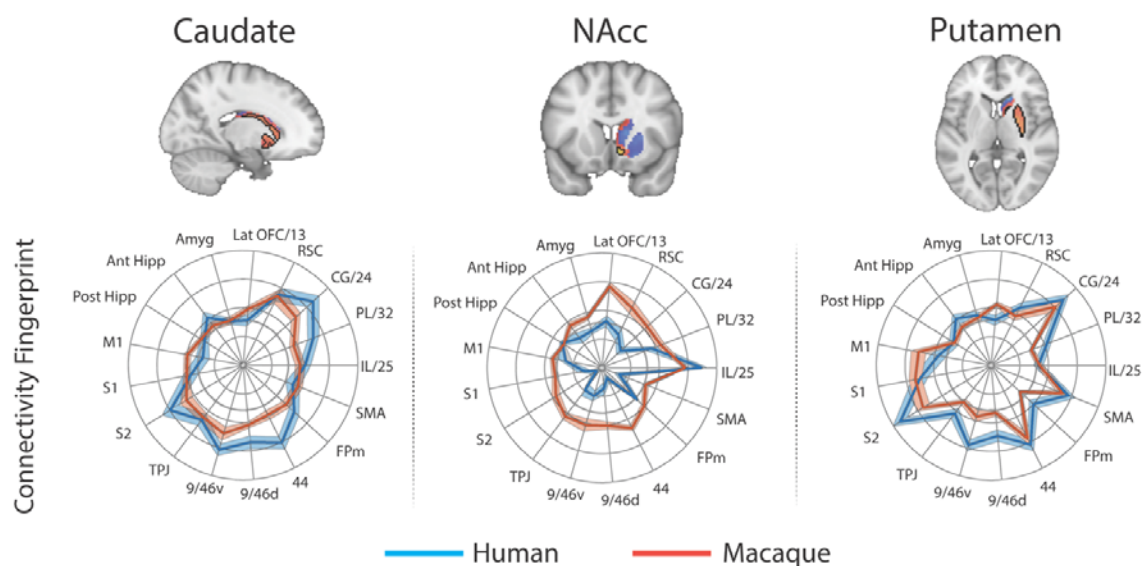 Caudate
NAcc
Putamen
Connectivity Fingerprint
Lat OFC/13
RSC
CG/24
PL/32
IL/25
SMA
FPm
44
9/46d
9/46v
TPJ
S2
S1
M1
Post Hipp
Ant Hipp
Amyg
Lat OFC/13
RSC
CG/24
PL/32
IL/25
SMA
FPm
44
9/46d
9/46v
TPJ
S2
S1
M1
Post Hipp
Ant Hipp
Amyg
Lat OFC/13
RSC
CG/24
PL/32
IL/25
SMA
FPm
44
9/46d
9/46v
TPJ
S2
S1
M1
Post Hipp
Ant Hipp
Amyg
Human
Macaque